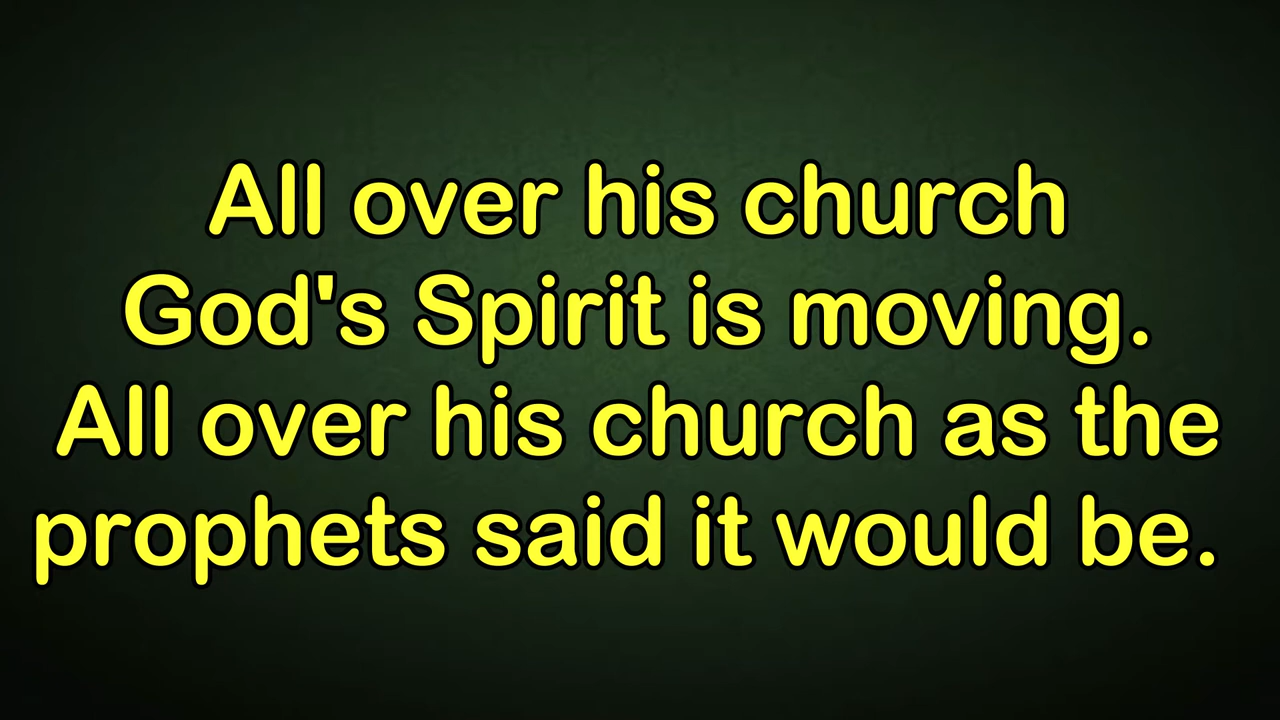 All over his church
God's Spirit is moving.
All over his church as the
prophets said it would be.